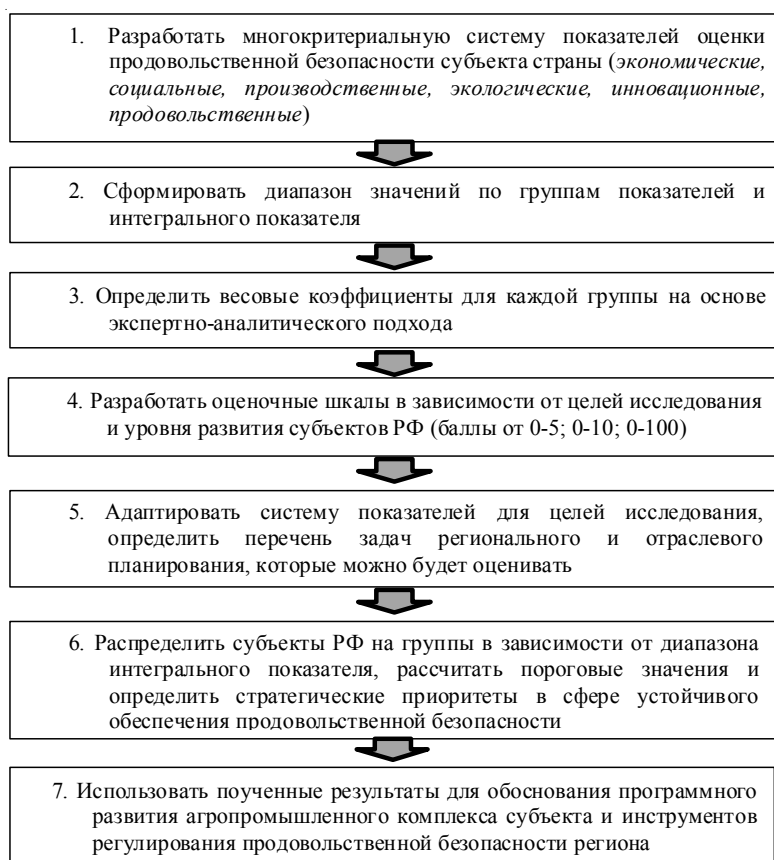 1. Разработать многокритериальную систему показателей оценки
продовольственной безопасности субъекта страны (экономические,
социальные, производственные, экологические, инновационные,
продовольственные)
2. Сформировать диапазон значений по группам показателей и
интегрального показателя
3. Определить весовые коэффициенты для каждой группы на основе
экспертно-аналитического подхода
4. Разработать оценочные шкалы в зависимости от целей исследования
и уровня развития субъектов РФ (баллы от 0-5; 0-10; 0-100)
5. Адаптировать систему показателей для целей исследования,
определить перечень задач регионального и отраслевого
планирования, которые можно будет оценивать
6. Распределить субъекты РФ на группы в зависимости от диапазона
интегрального показателя, рассчитать пороговые значения и
определить стратегические приоритеты в сфере устойчивого
обеспечения продовольственной безопасности
7. Использовать поученные результаты для обоснования программного
развития агропромышленного комплекса субъекта и инструментов
регулирования продовольственной безопасности региона